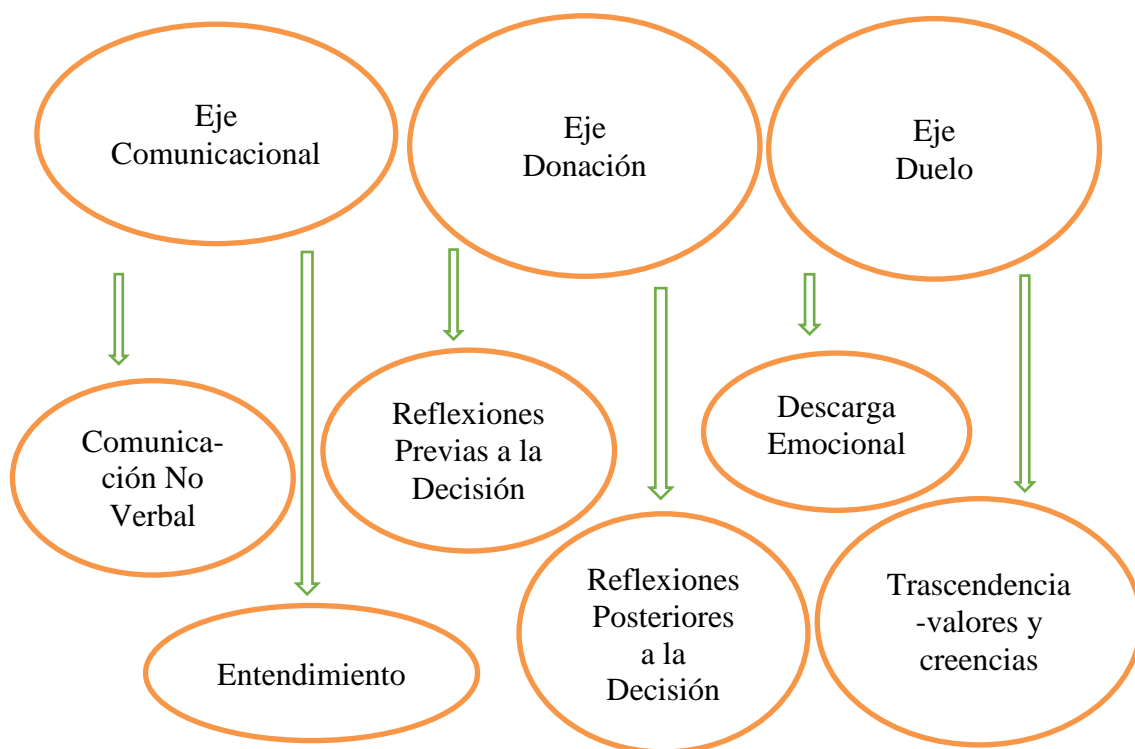 Eje
Comunicacional
Eje
Donación
Eje
Duelo
Comunica-
ción No
Verbal
Entendimiento
Reflexiones
Previas a la
Decisión
Reflexiones
Posteriores
a la
Decisión
Descarga
Emocional
Trascendencia
-valores y
creencias